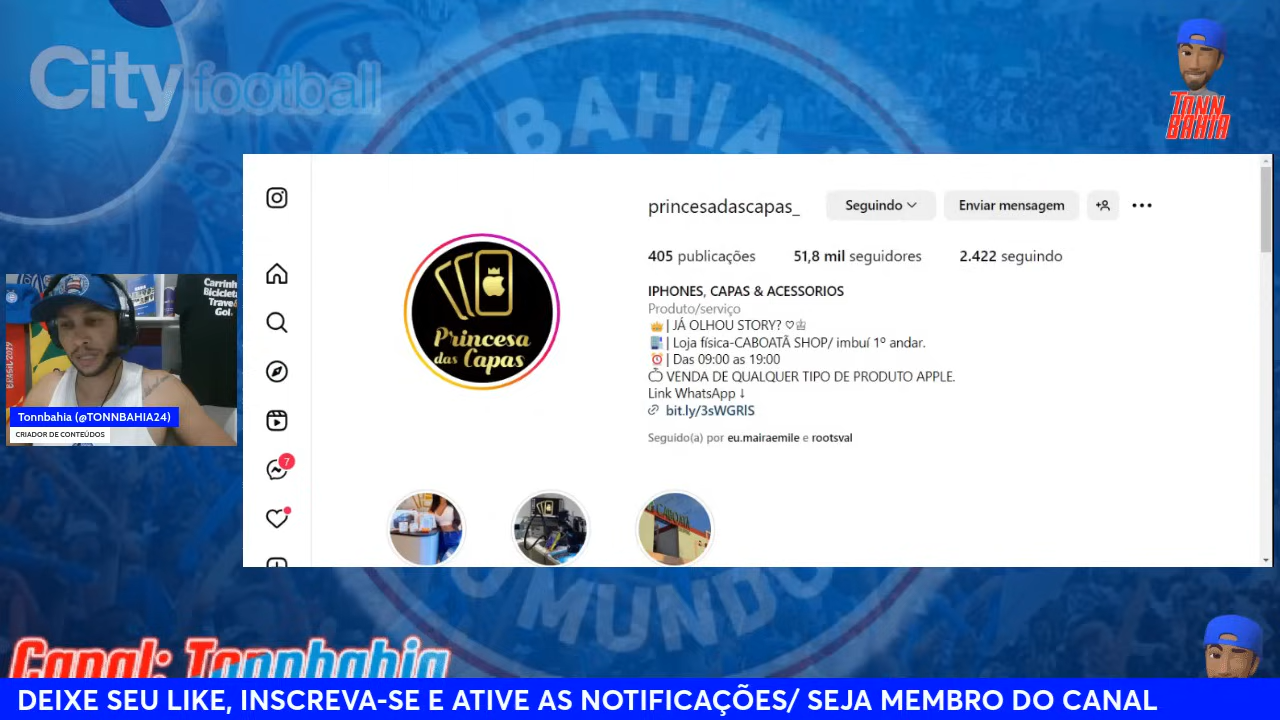 City football
BAHIA
TONN
BAHIA
princesadascapas_
Seguindo
Enviar mensagem
405 publicações
51,8 mil seguidores
2.422 seguindo
IPHONES, CAPAS & ACESSORIOS
Produto/serviço
👑| JÁ OLHOU STORY? ♡♕
| Loja física-CABOATÃ SHOP/ imbuí 1º andar.
⏰| Das 09:00 as 19:00
VENDA DE QUALQUER TIPO DE PRODUTO APPLE.
Link WhatsApp ↓
bit.ly/3sWGRlS
Seguido(a) por eu.mairaemile e rootsval
Princesa
das Capas
7
Carrinh
Bicicleta
Trave
Gol.
BRASIL/2019
Tonnbahia (@TONNBAHIA24)
CRIADOR DE CONTEÚDOS
CABOATÃ
MUNDO
Canal: Tonnbahia
DEIXE SEU LIKE, INSCREVA-SE E ATIVE AS NOTIFICAÇÕES/ SEJA MEMBRO DO CANAL